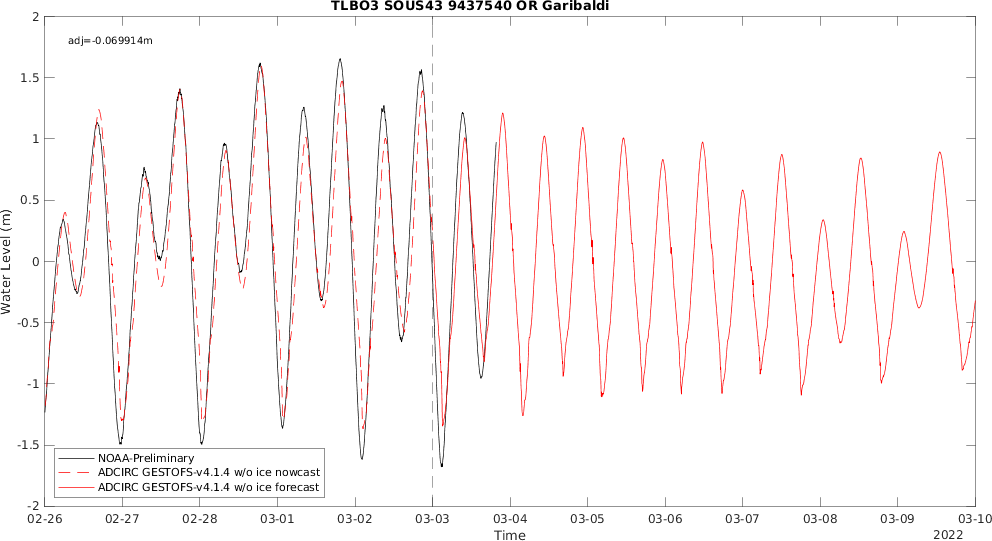 TLBO3 SOUS43 9437540 OR Garibaldi
adj=-0.069914m
2
1.5
1
0.5
0
-0.5
-1
-1.5
-2
Water Level (m)
NOAA-Preliminary
ADCIRC GESTOFS-v4.1.4 w/o ice nowcast
ADCIRC GESTOFS-v4.1.4 w/o ice forecast
02-26 02-27 02-28 03-01 03-02 03-03 03-04 03-05 03-06 03-07 03-08 03-09 03-10
Time
2022